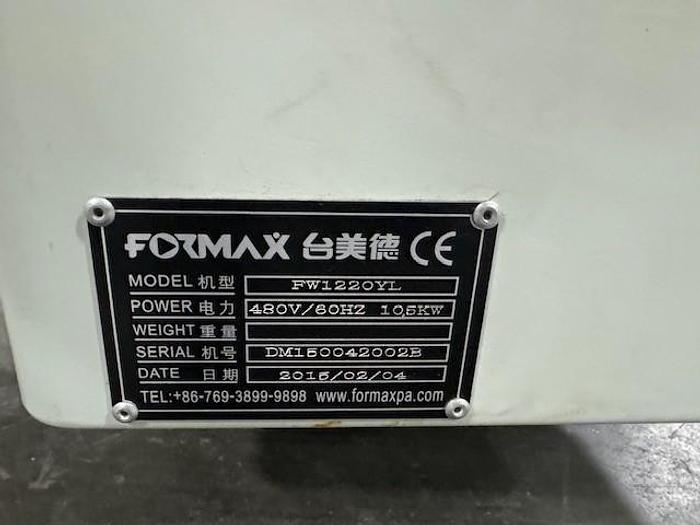 FORMAX 台美德 CE
MODEL 机型 FW1220YL
POWER 电力 480V/60HZ 10.5KW
WEIGHT 重量
SERIAL 机号 DM150042002B
DATE 日期 2015/02/04
TEL:+86-769-3899-9898 www.formaxpa.com